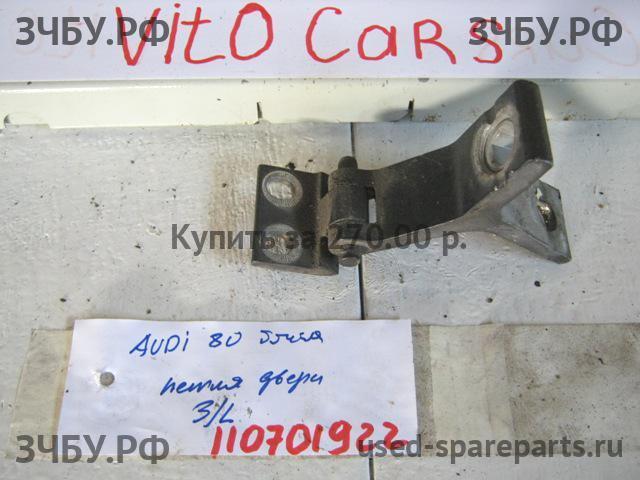 ЗЧБУ.РФ
ЗЧБУ.РФ
VitO Cars
Купить за 270.00 р.
AUDi 80
петля двери
З/L
110701922
ЗЧБУ.РФ
used-spareparts.ru